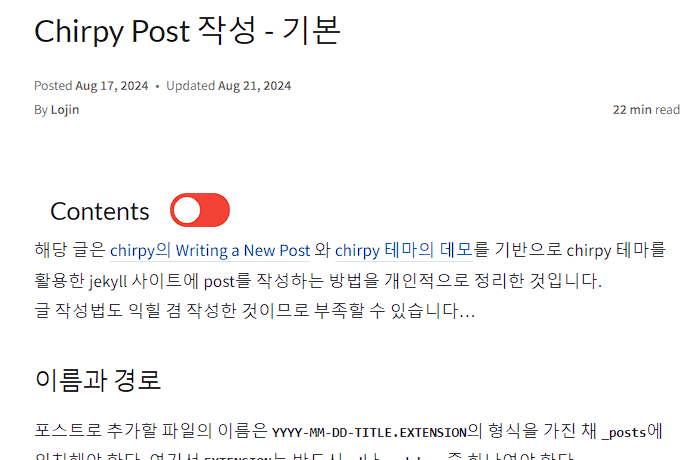 Chirpy Post 작성 - 기본
Posted Aug 17, 2024 • Updated Aug 21, 2024
By Lojin
22 min read
Contents
해당 글은 chirpy의 Writing a New Post 와 chirpy 테마의 데모를 기반으로 chirpy 테마를
활용한 jekyll 사이트에 post를 작성하는 방법을 개인적으로 정리한 것입니다.
글 작성법도 익힐 겸 작성한 것이므로 부족할 수 있습니다…
이름과 경로
포스트로 추가할 파일의 이름은 YYYY-MM-DD-TITLE.EXTENSION의 형식을 가진 채 _posts에